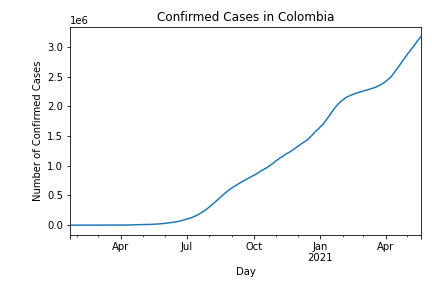 Confirmed Cases in Colombia
1e6
3.0
2.5
2.0
1.5
1.0
0.5
0.0
Number of Confirmed Cases
Apr Jul Oct Jan Apr
2021
Day